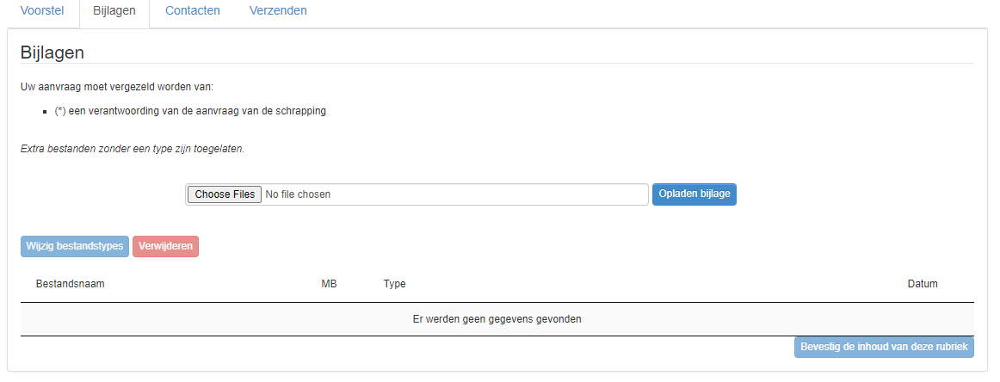 Voorstel Bijlagen Contacten Verzenden
Bijlagen
Uw aanvraag moet vergezeld worden van:
(*) een verantwoording van de aanvraag van de schrapping
Extra bestanden zonder een type zijn toegelaten.
Choose Files No file chosen Opladen bijlage
Wijzig bestandstypes Verwijderen
Bestandsnaam MB Type Datum
Er werden geen gegevens gevonden
Bevestig de inhoud van deze rubriek